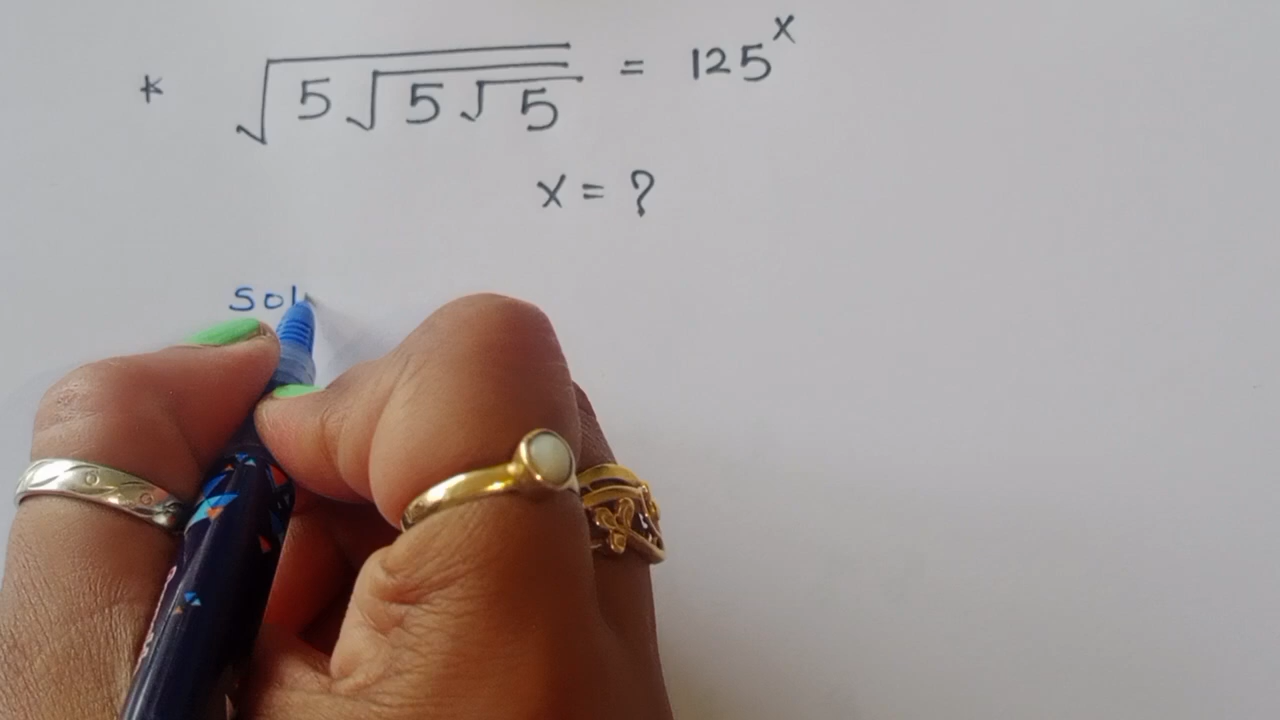 * √5√5√5 = 125^x
x = ?
Sol